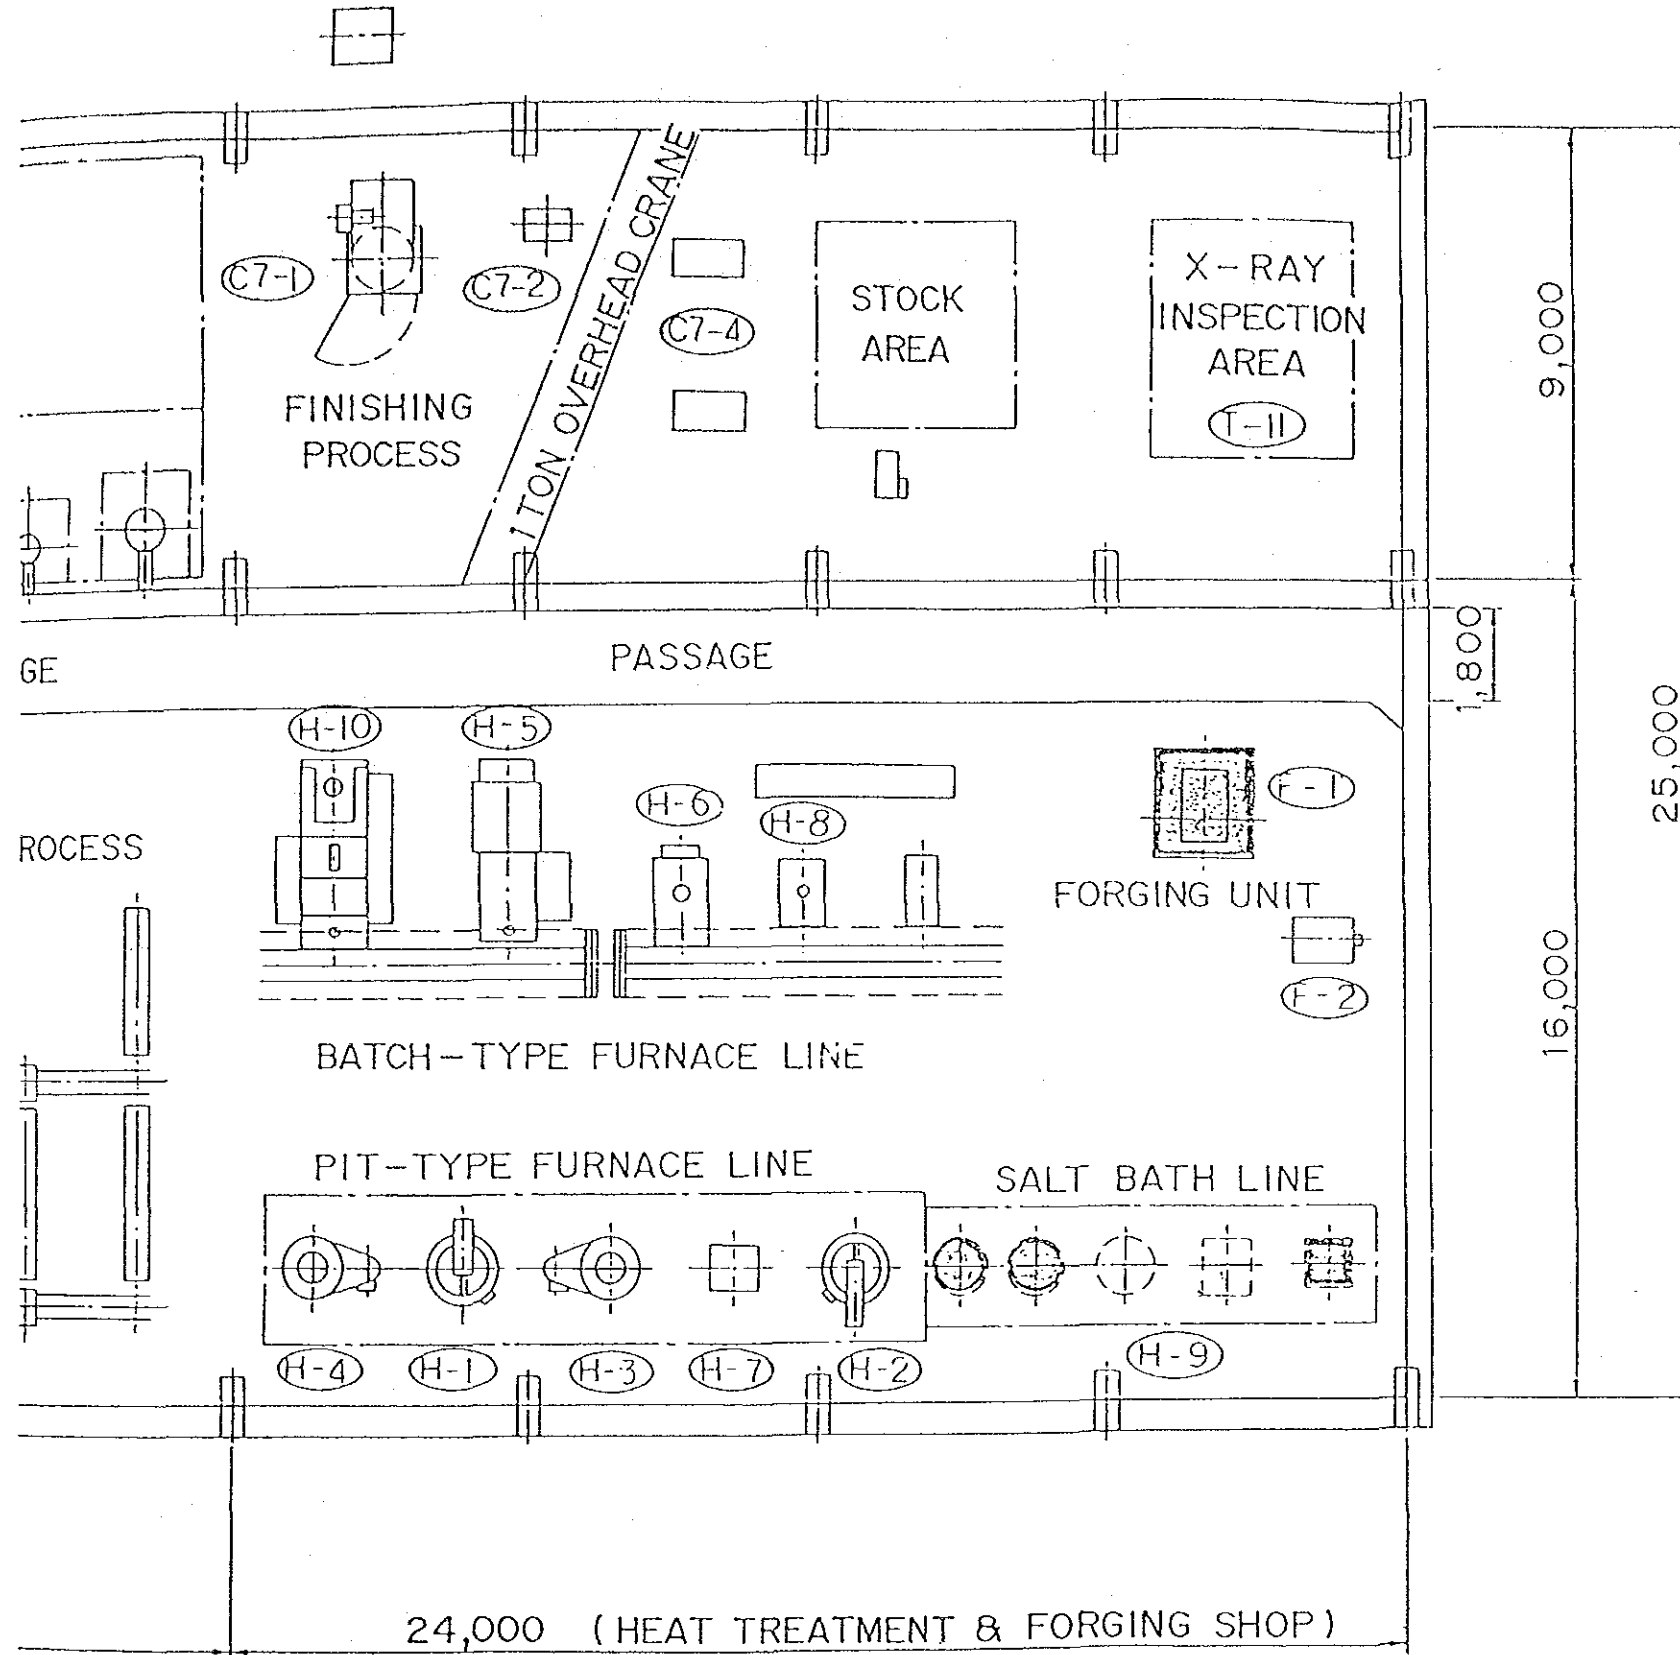 1 TON OVERHEAD CRANE
C7-1
C7-2
C7-4
STOCK
AREA
X-RAY
INSPECTION
AREA
T-11
FINISHING
PROCESS
9,000
GE
PASSAGE
1,800
25,000
H-10
H-5
H-6
H-8
F-1
ROCESS
FORGING UNIT
F-2
16,000
BATCH-TYPE FURNACE LINE
PIT-TYPE FURNACE LINE
SALT BATH LINE
H-4
H-1
H-3
H-7
H-2
H-9
24,000 (HEAT TREATMENT & FORGING SHOP)